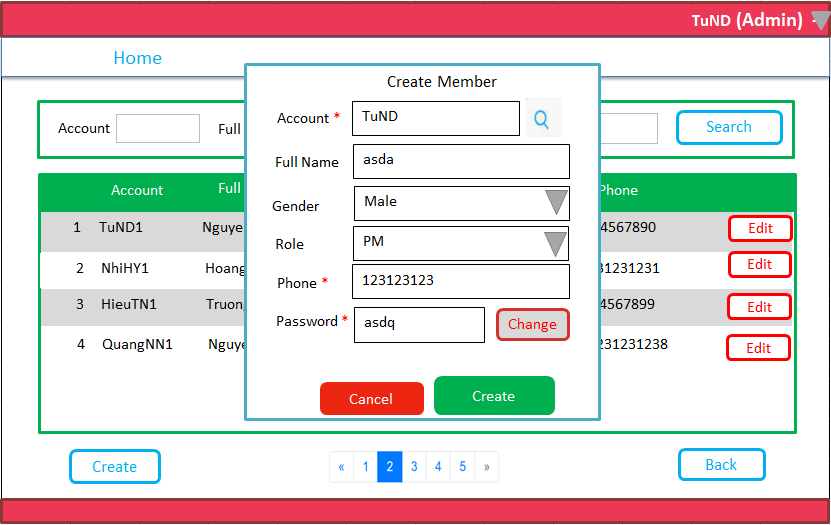 TuND (Admin)
Home
Create Member
Account * TuND
Full Name asda
Gender Male
Role PM
Phone * 123123123
Password * asdq Change
Cancel Create
Account Full Search
Account Full Phone
1 TuND1 Nguye 4567890 Edit
2 NhiHY1 Hoang 31231231 Edit
3 HieuTN1 Truong 4567899 Edit
4 QuangNN1 Nguye 231231238 Edit
Create « 1 2 3 4 5 » Back